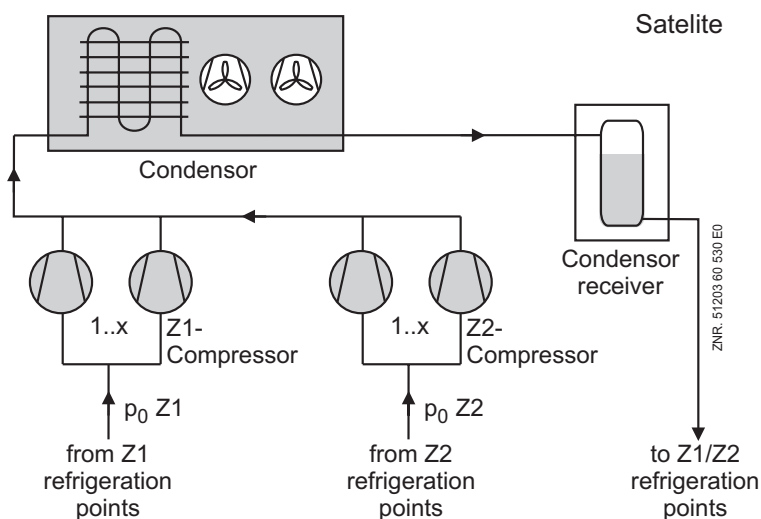 Satelite
Condensor
Condensor
receiver
ZNR. 51203 60 530 E0
1..x
Z1-
Compressor
1..x
Z2-
Compressor
p₀ Z1
p₀ Z2
from Z1
refrigeration
points
from Z2
refrigeration
points
to Z1/Z2
refrigeration
points